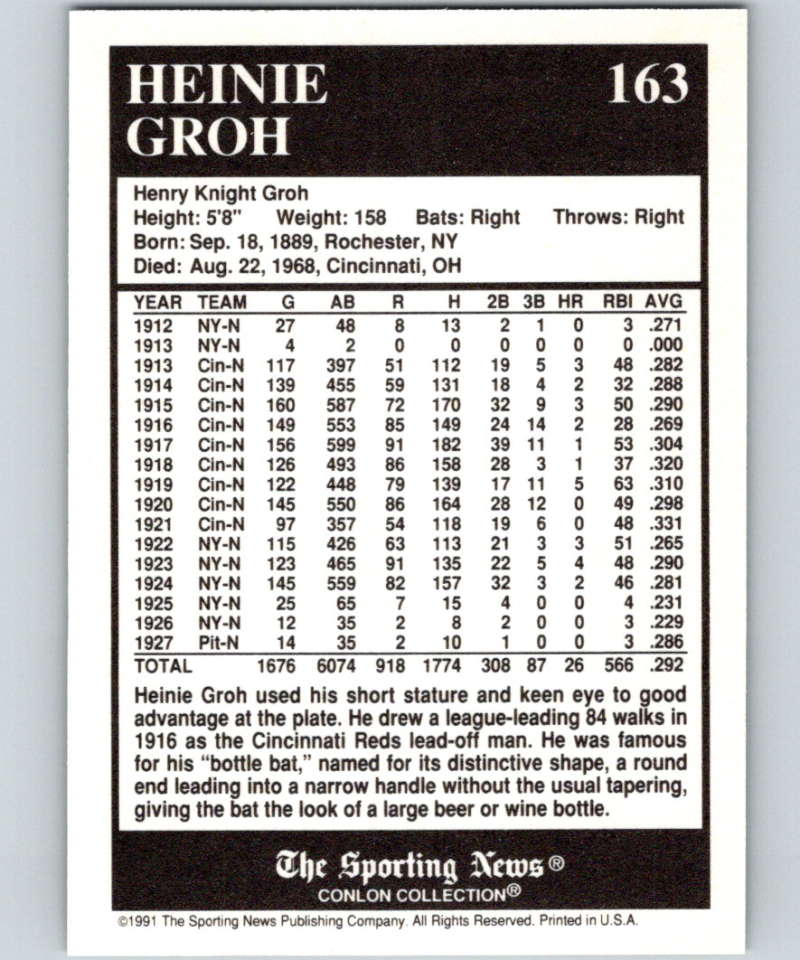 HEINIE 163
GROH
Henry Knight Groh
Height: 5'8" Weight: 158 Bats: Right Throws: Right
Born: Sep. 18, 1889, Rochester, NY
Died: Aug. 22, 1968, Cincinnati, OH
YEAR TEAM G AB R H 2B 3B HR RBI AVG
1912 NY-N 27 48 8 13 2 1 0 3 .271
1913 NY-N 4 2 0 0 0 0 0 0 .000
1913 Cin-N 117 397 51 112 19 5 3 48 .282
1914 Cin-N 139 455 59 131 18 4 2 32 .288
1915 Cin-N 160 587 72 170 32 9 3 50 .290
1916 Cin-N 149 553 85 149 24 14 2 28 .269
1917 Cin-N 156 599 91 182 39 11 1 53 .304
1918 Cin-N 126 493 86 158 28 3 1 37 .320
1919 Cin-N 122 448 79 139 17 11 5 63 .310
1920 Cin-N 145 550 86 164 28 12 0 49 .298
1921 Cin-N 97 357 54 118 19 6 0 48 .331
1922 NY-N 115 426 63 113 21 3 3 51 .265
1923 NY-N 123 465 91 135 22 5 4 48 .290
1924 NY-N 145 559 82 157 32 3 2 46 .281
1925 NY-N 25 65 7 15 4 0 0 4 .231
1926 NY-N 12 35 2 8 2 0 0 3 .229
1927 Pit-N 14 35 2 10 1 0 0 3 .286
TOTAL 1676 6074 918 1774 308 87 26 566 .292
Heinie Groh used his short stature and keen eye to good
advantage at the plate. He drew a league-leading 84 walks in
1916 as the Cincinnati Reds lead-off man. He was famous
for his "bottle bat," named for its distinctive shape, a round
end leading into a narrow handle without the usual tapering,
giving the bat the look of a large beer or wine bottle.
The Sporting News®
CONLON COLLECTION®
©1991 The Sporting News Publishing Company. All Rights Reserved. Printed in U.S.A.